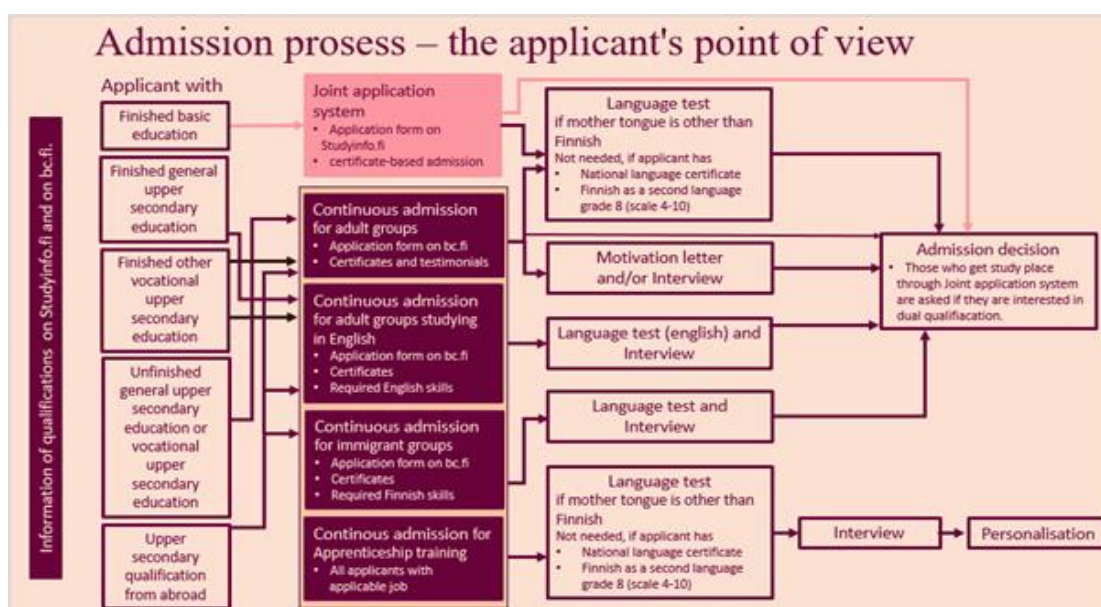 Admission prosess – the applicant's point of view
Information of qualifications on Studyinfo.fi and on bc.fi.
Applicant with
Finished basic
education
Finished general
upper
secondary
education
Finished other
vocational
upper
secondary
education
Unfinished
general upper
secondary
education or
vocational
upper
secondary
education
Upper
secondary
qualification
from abroad
Joint application
system
• Application form on
Studyinfo.fi
• certificate-based admission
Continuous admission
for adult groups
• Application form on bc.fi
• Certificates and testimonials
Continuous admission
for adult groups studying
in English
• Application form on bc.fi
• Certificates
• Required English skills
Continuous admission
for immigrant groups
• Application form on bc.fi
• Certificates
• Required Finnish skills
Continous admission for
Apprenticeship training
• All applicants with
applicable job
Language test
if mother tongue is other than
Finnish
Not needed, if applicant has
• National language certificate
• Finnish as a second language
grade 8 (scale 4-10)
Motivation letter
and/or Interview
Language test (english) and
Interview
Language test and
Interview
Language test
if mother tongue is other than
Finnish
Not needed, if applicant has
• National language certificate
• Finnish as a second language
grade 8 (scale 4-10)
Interview
Personalisation
Admission decision
• Those who get study place
through Joint application system
are asked if they are interested in
dual qualifiacation.